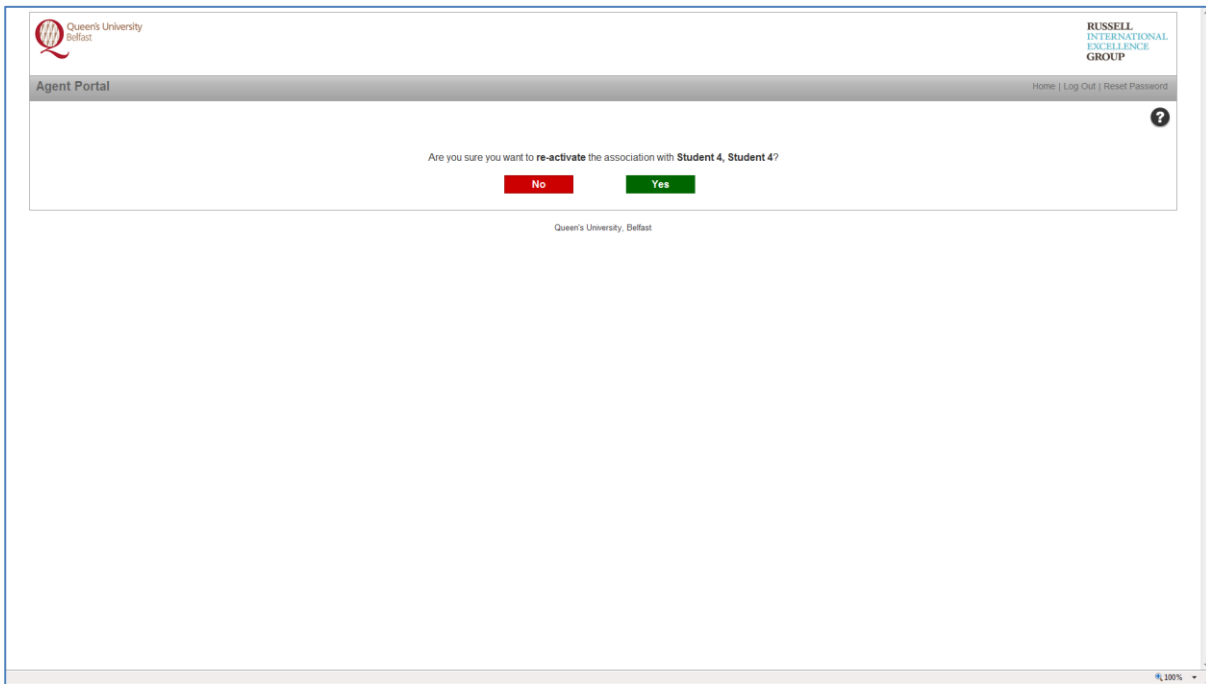 Queen's University
Belfast
RUSSELL
INTERNATIONAL
EXCELLENCE
GROUP
Agent Portal
Home | Log Out | Reset Password
?
Are you sure you want to re-activate the association with Student 4, Student 4?
No Yes
Queen's University, Belfast
100%